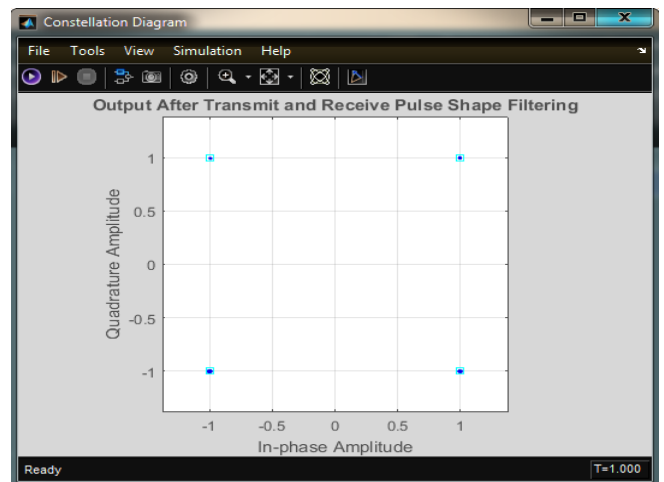 Constellation Diagram
File Tools View Simulation Help
Output After Transmit and Receive Pulse Shape Filtering
Quadrature Amplitude
1
0.5
0
-0.5
-1
-1 -0.5 0 0.5 1
In-phase Amplitude
Ready T=1.000